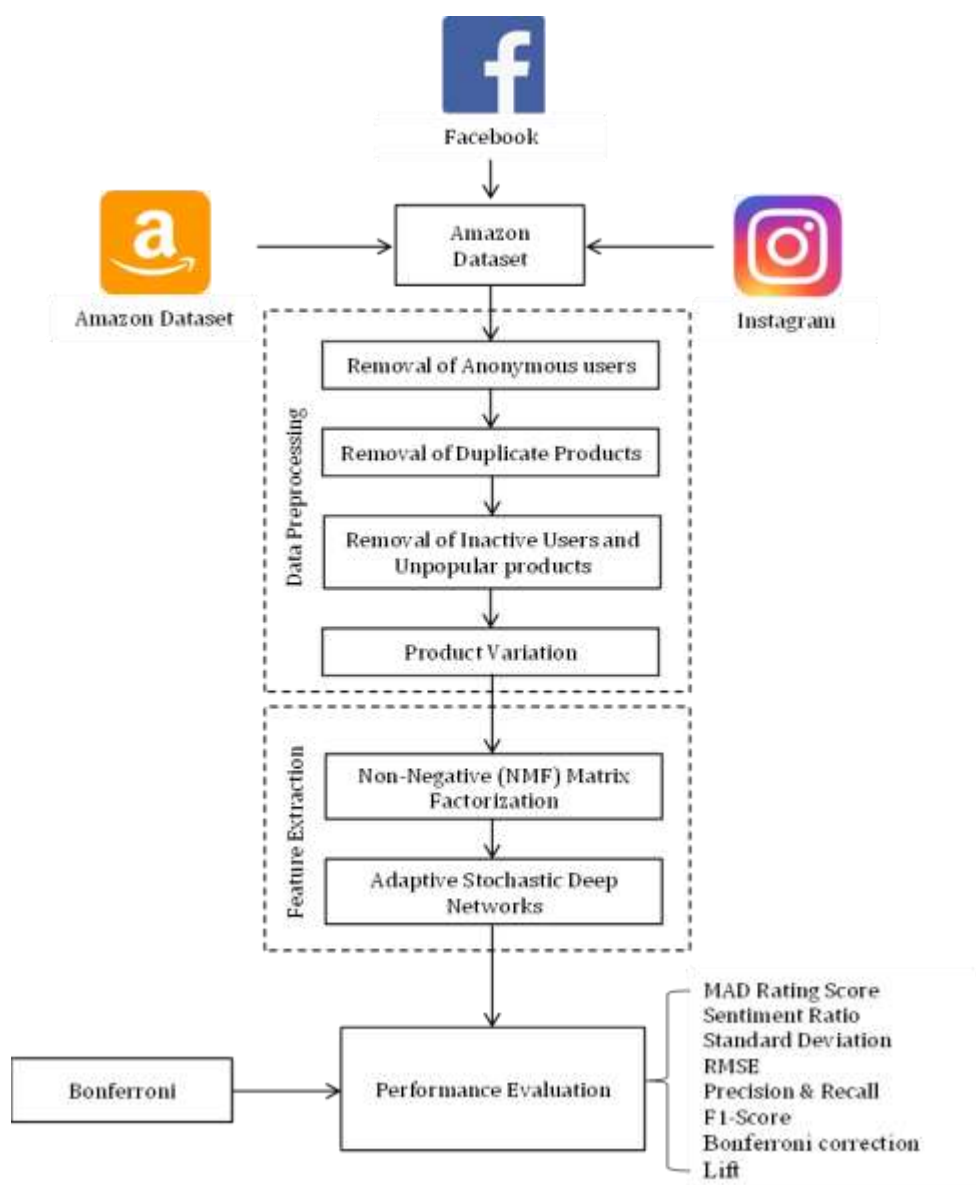 Facebook
Amazon
Dataset
Amazon Dataset
Instagram
Data Preprocessing
Removal of Anonymous users
Removal of Duplicate Products
Removal of Inactive Users and
Unpopular products
Product Variation
Feature Extraction
Non-Negative (NMF) Matrix
Factorization
Adaptive Stochastic Deep
Networks
Bonferroni
Performance Evaluation
MAD Rating Score
Sentiment Ratio
Standard Deviation
RMSE
Precision & Recall
F1-Score
Bonferroni correction
Lift